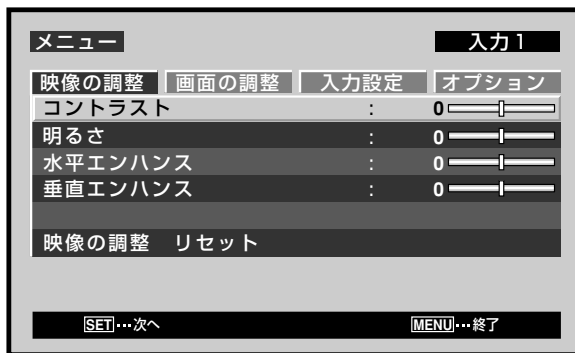 メニュー 入力1
映像の調整 画面の調整 入力設定 オプション
コントラスト : 0
明るさ : 0
水平エンハンス : 0
垂直エンハンス : 0
映像の調整 リセット
SET…次へ MENU…終了